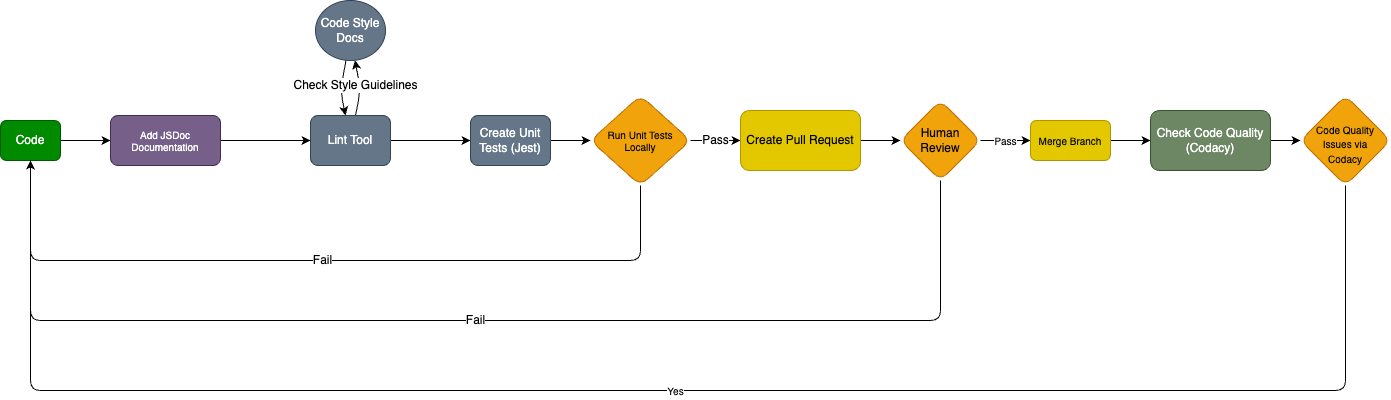 Code Style
Docs
Check Style Guidelines
Code
Add JSDoc
Documentation
Lint Tool
Create Unit
Tests (Jest)
Run Unit Tests
Locally
Pass
Create Pull Request
Human
Review
Pass
Merge Branch
Check Code Quality
(Codacy)
Code Quality
Issues via
Codacy
Fail
Fail
Yes